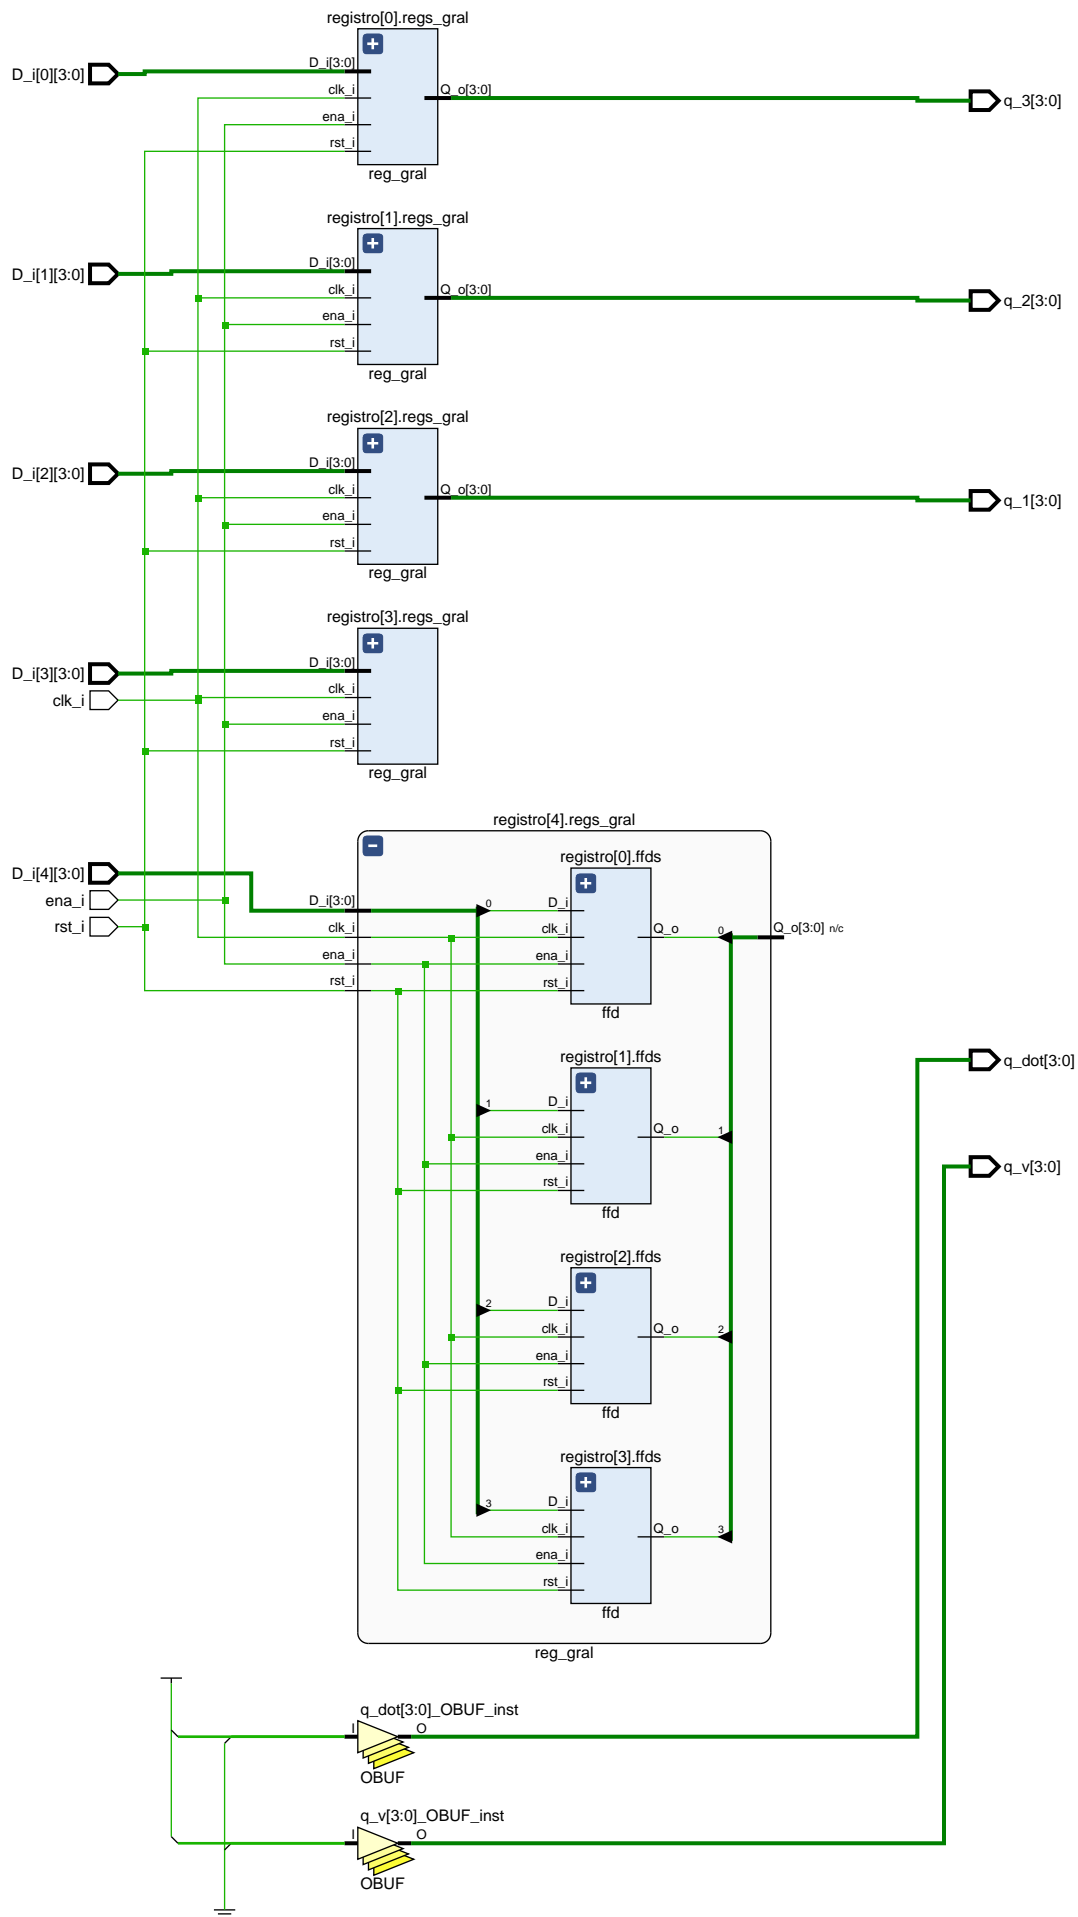 registro[0].regs_gral
D_i[0][3:0]
D_i[3:0]
clk_i
ena_i
rst_i
Q_o[3:0]
q_3[3:0]
reg_gral
registro[1].regs_gral
D_i[1][3:0]
D_i[3:0]
clk_i
ena_i
rst_i
Q_o[3:0]
q_2[3:0]
reg_gral
registro[2].regs_gral
D_i[2][3:0]
D_i[3:0]
clk_i
ena_i
rst_i
Q_o[3:0]
q_1[3:0]
reg_gral
registro[3].regs_gral
D_i[3][3:0]
clk_i
D_i[3:0]
clk_i
ena_i
rst_i
reg_gral
registro[4].regs_gral
D_i[4][3:0]
ena_i
rst_i
D_i[3:0]
clk_i
ena_i
rst_i
registro[0].ffds
0
D_i
clk_i
ena_i
rst_i
Q_o
0
Q_o[3:0] n/c
ffd
registro[1].ffds
1
D_i
clk_i
ena_i
rst_i
Q_o
1
ffd
registro[2].ffds
2
D_i
clk_i
ena_i
rst_i
Q_o
2
ffd
registro[3].ffds
3
D_i
clk_i
ena_i
rst_i
Q_o
3
ffd
reg_gral
q_dot[3:0]
q_v[3:0]
q_dot[3:0]_OBUF_inst
I
O
OBUF
q_v[3:0]_OBUF_inst
I
O
OBUF